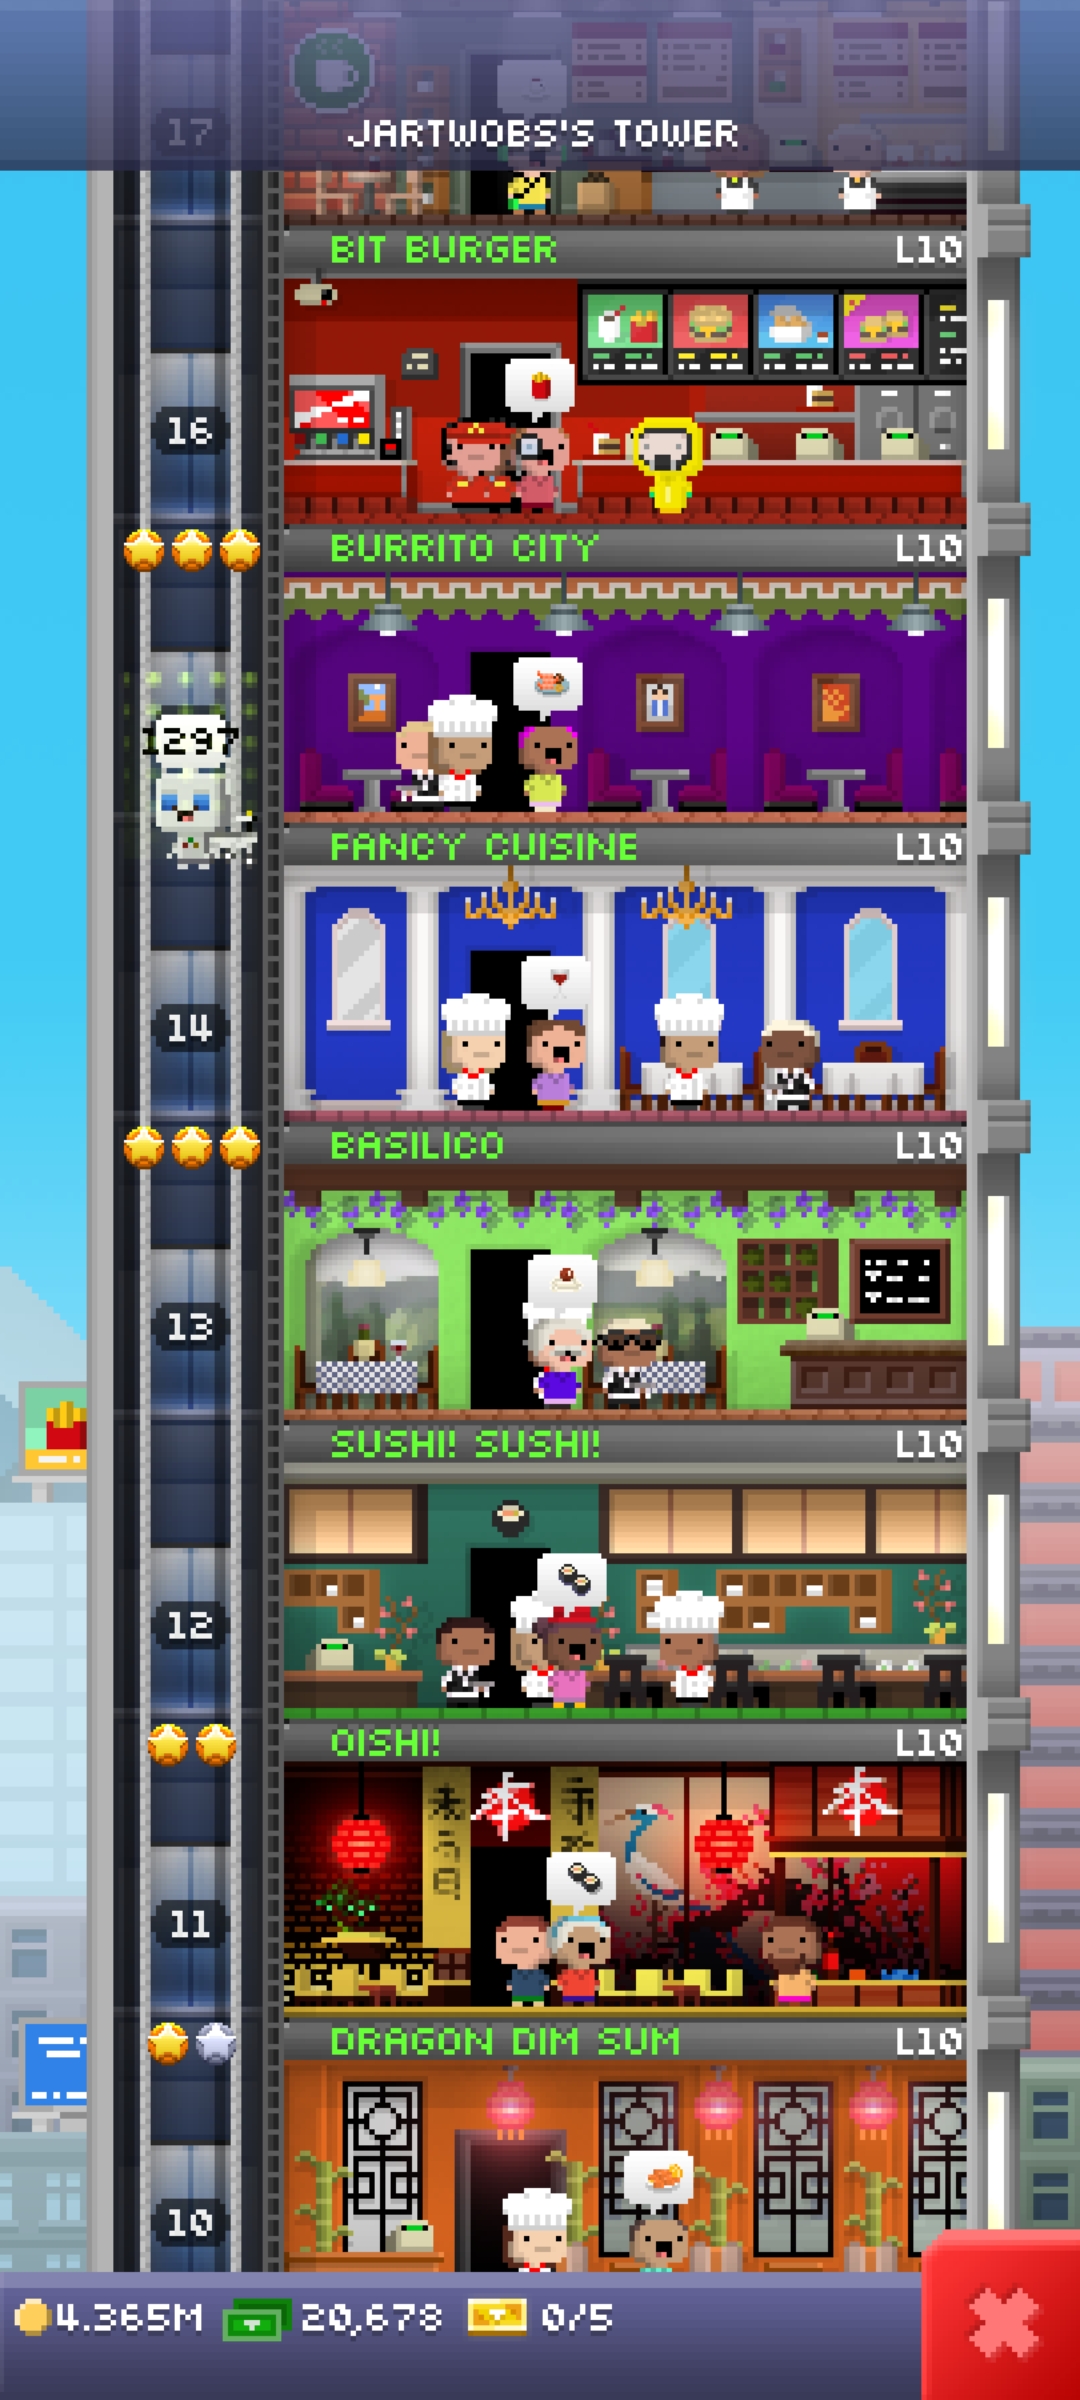 17
JARTWOBS'S TOWER
BIT BURGER L10
16
BURRITO CITY L10
1297
FANCY CUISINE L10
14
BASILICO L10
13
SUSHI! SUSHI! L10
12
OISHI! L10
11
DRAGON DIM SUM L10
10
4.365M 20,678 0/5